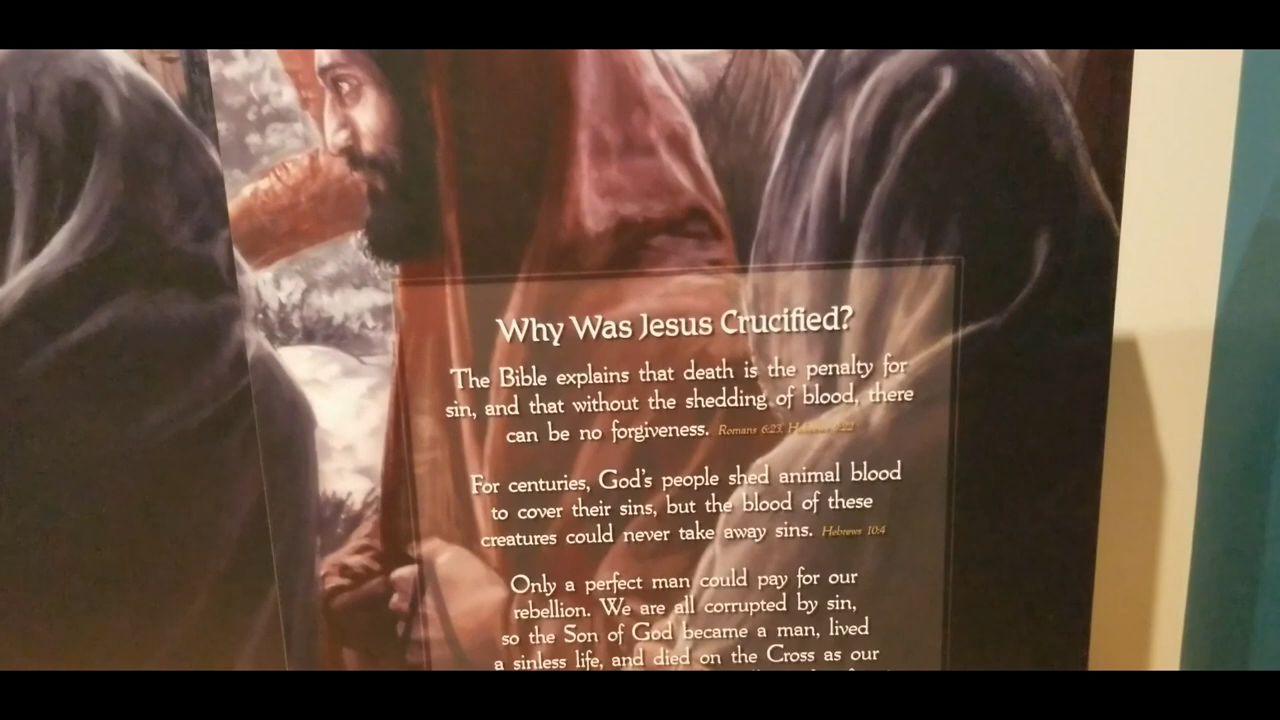 Why Was Jesus Crucified?
The Bible explains that death is the penalty for
sin, and that without the shedding of blood, there
can be no forgiveness. Romans 6:23, 
For centuries, God's people shed animal blood
to cover their sins, but the blood of these
creatures could never take away sins. Hebrews 10:4
Only a perfect man could pay for our
rebellion. We are all corrupted by sin,
so the Son of God became a man, lived
a sinless life, and died on the Cross as our